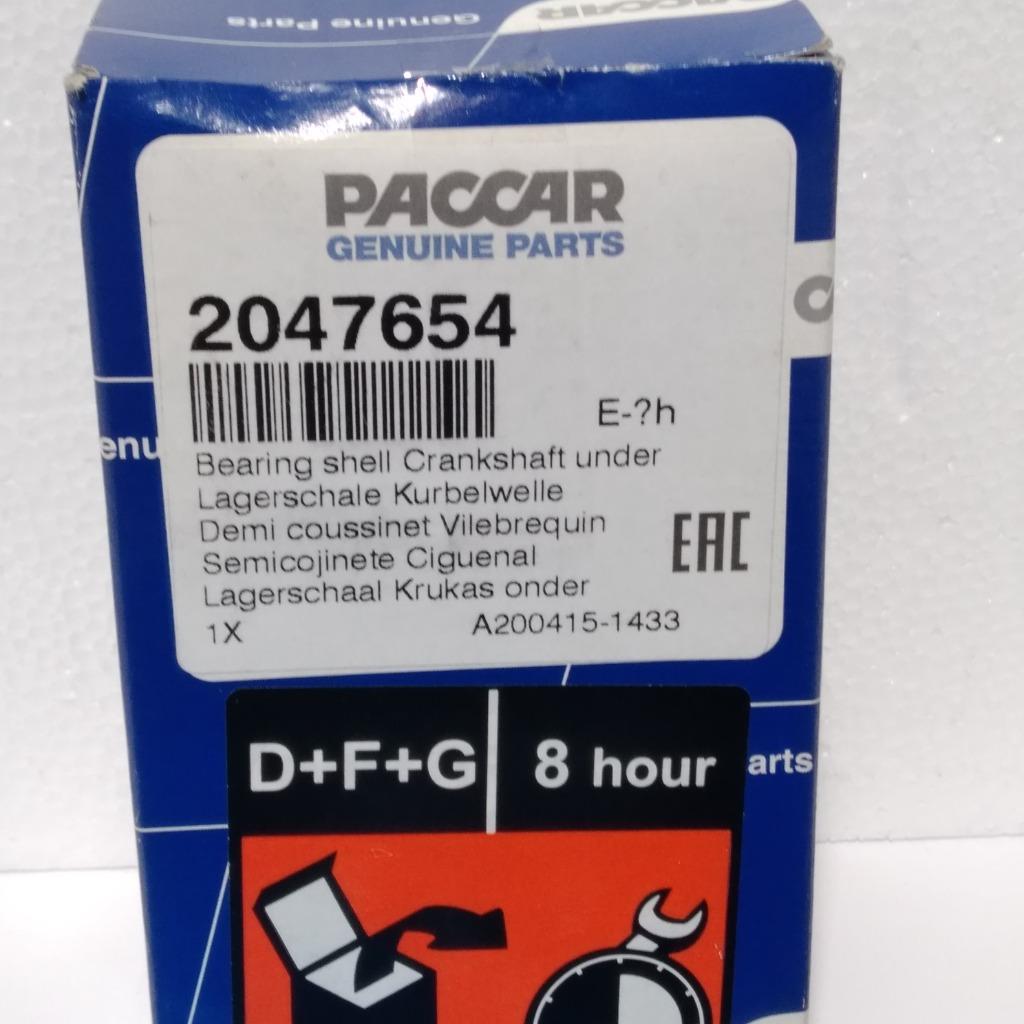 Genuine Parts
PACCAR
PACCAR
GENUINE PARTS
2047654
E-?h
enu
Bearing shell Crankshaft under
Lagerschale Kurbelwelle
Demi coussinet Vilebrequin
EAC
Semicojinete Ciguenal
Lagerschaal Krukas onder
1X A200415-1433
D+F+G 8 hour
arts